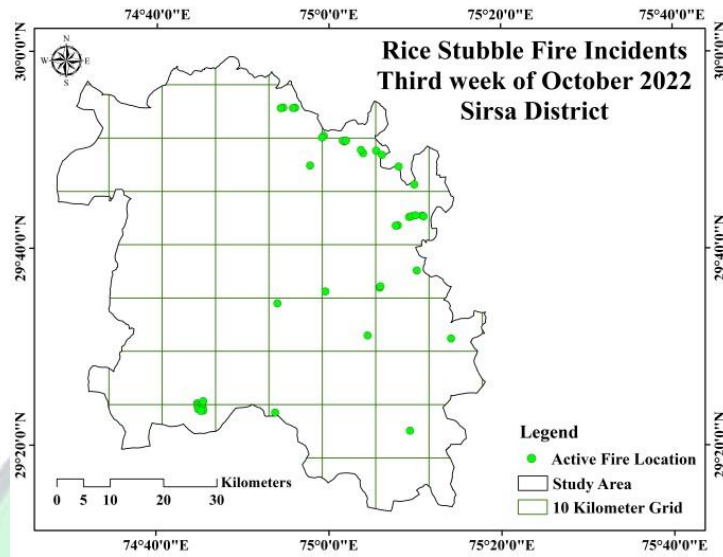 74°40'0"E 75°0'0"E 75°20'0"E 75°40'0"E
30°0'0"N
N
W E
S
Rice Stubble Fire Incidents
Third week of October 2022
Sirsa District
30°0'0"N
29°40'0"N
29°40'0"N
29°20'0"N
29°20'0"N
Legend
Active Fire Location
Study Area
10 Kilometer Grid
Kilometers
0 5 10 20 30
74°40'0"E 75°0'0"E 75°20'0"E 75°40'0"E